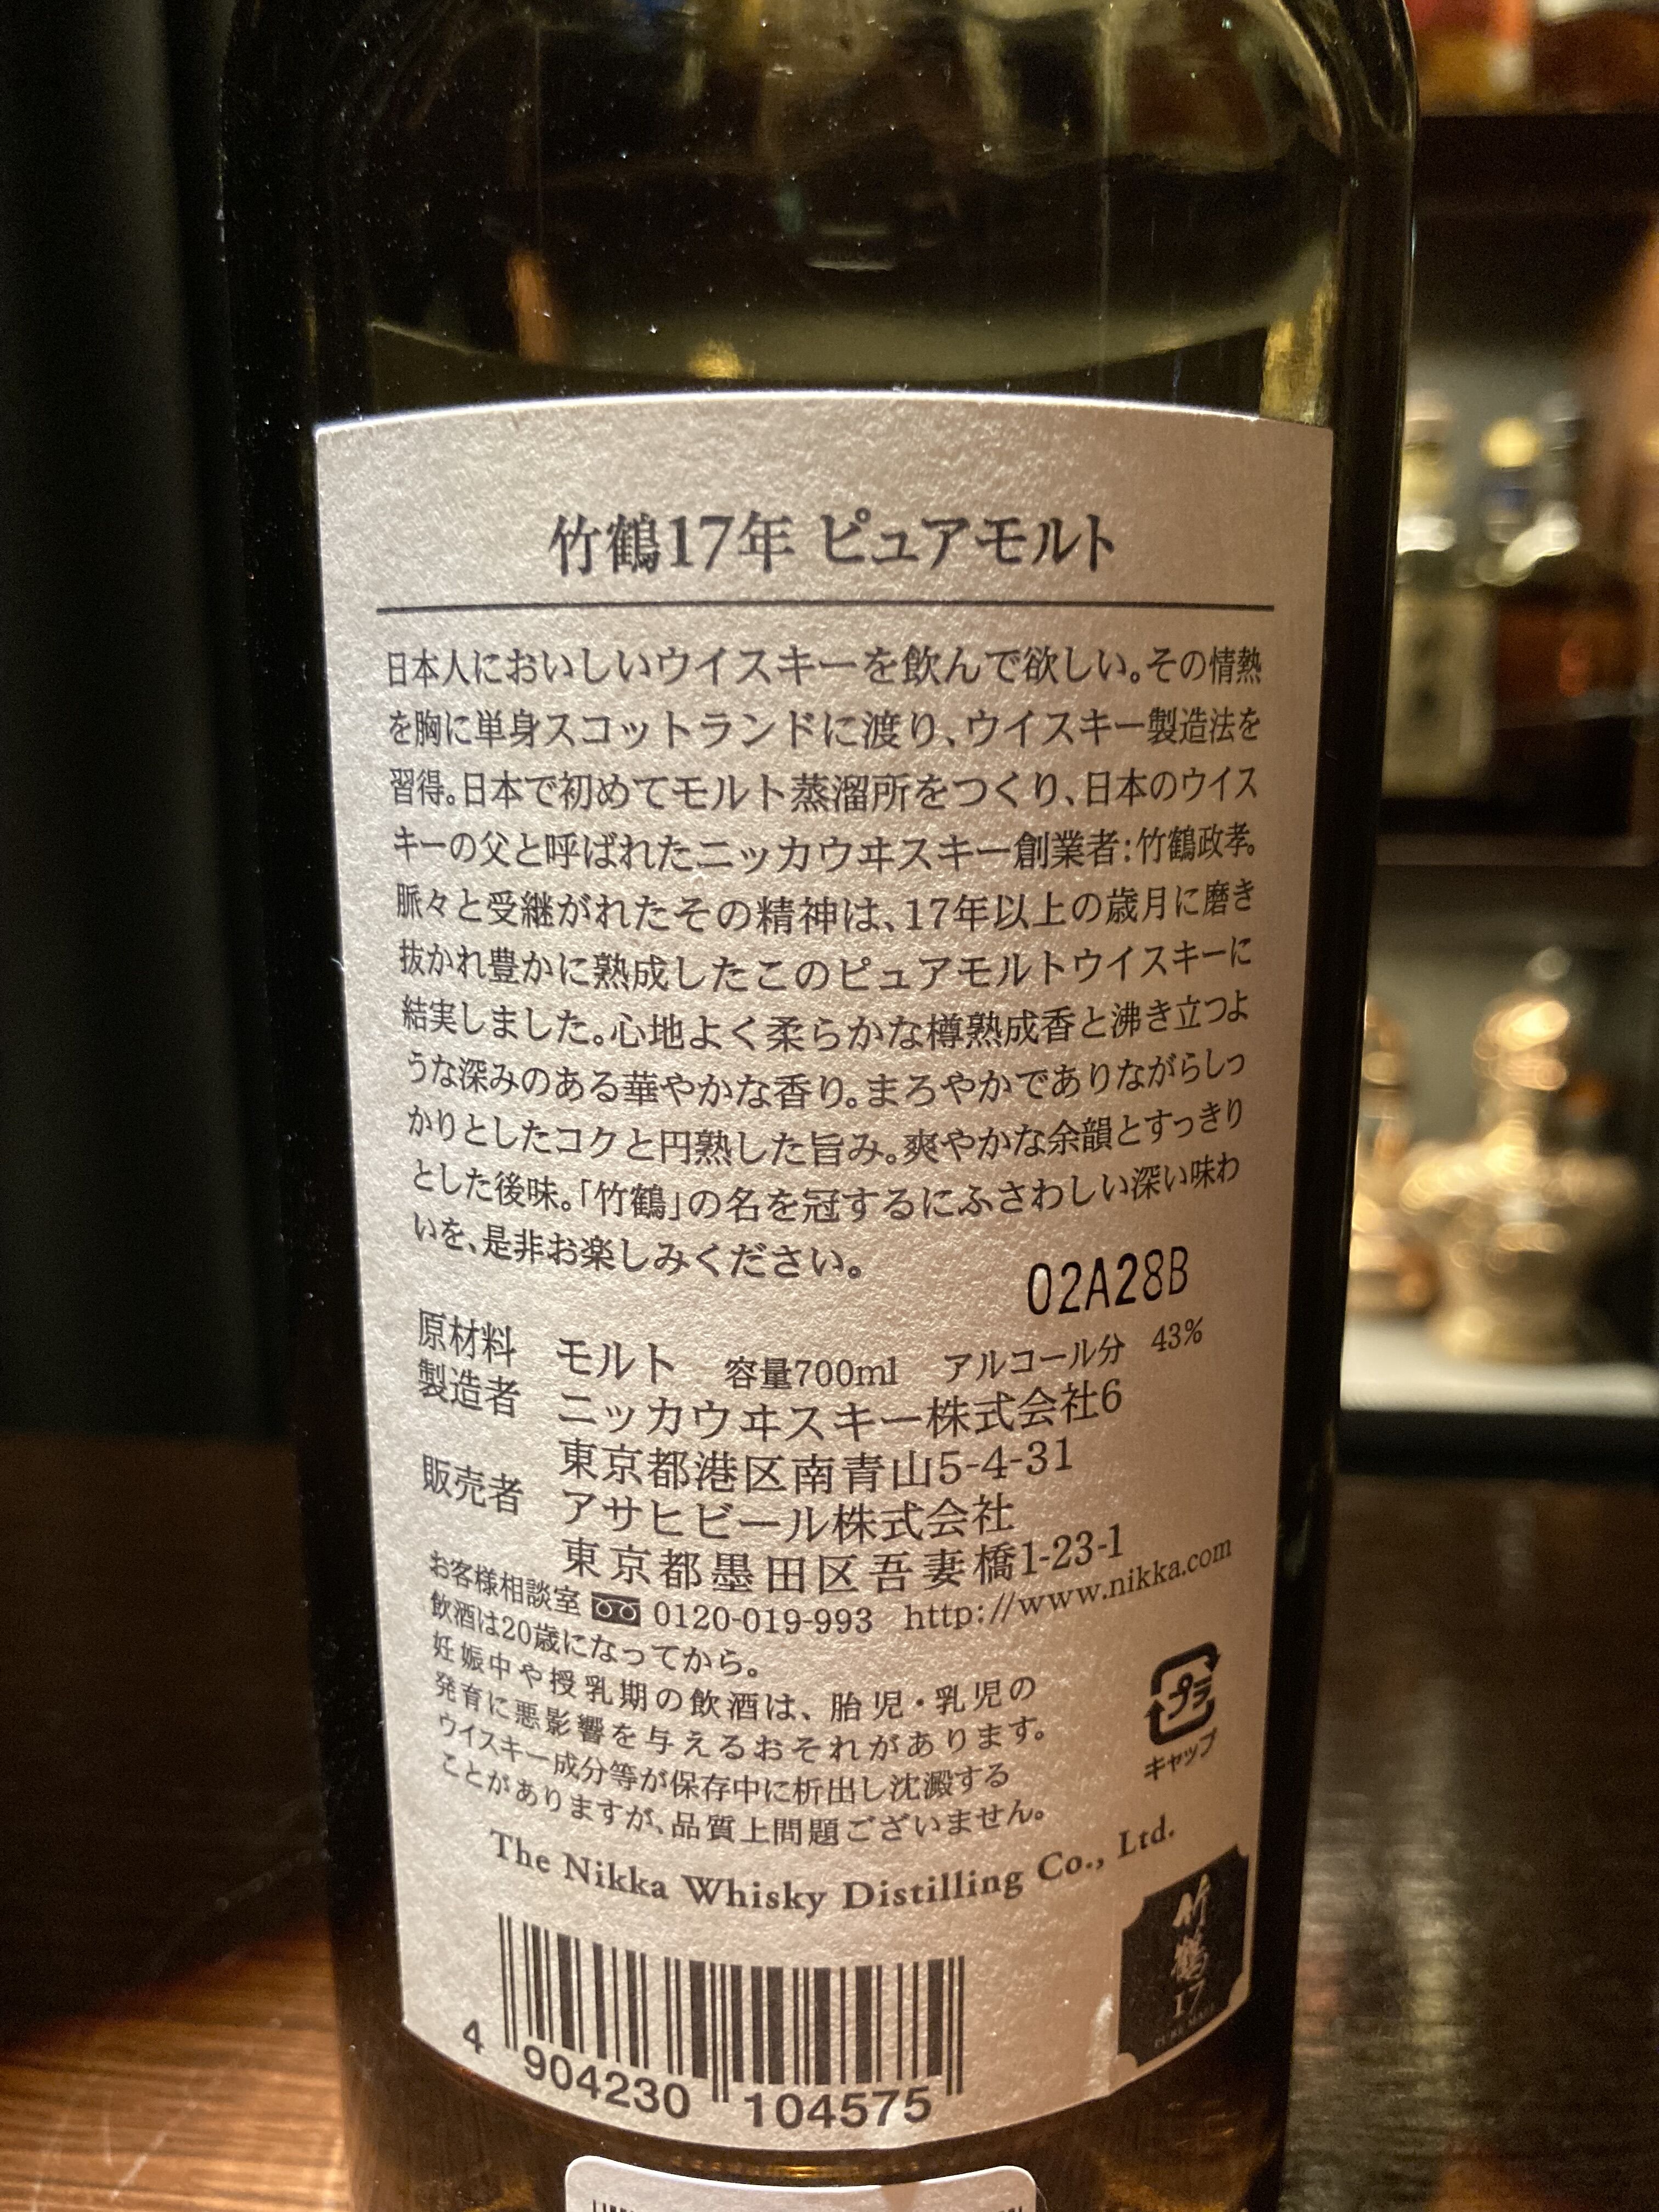 竹鶴17年 ピュアモルト
日本人においしいウイスキーを飲んで欲しい。その情熱
を胸に単身スコットランドに渡り、ウイスキー製造法を
習得。日本で初めてモルト蒸溜所をつくり、日本のウイス
キーの父と呼ばれたニッカウヰスキー創業者:竹鶴政孝。
脈々と受継がれたその精神は、17年以上の歳月に磨き
抜かれ豊かに熟成したこのピュアモルトウイスキーに
結実しました。心地よく柔らかな樽熟成香と沸き立つよ
うな深みのある華やかな香り。まろやかでありながらしっ
かりとしたコクと円熟した旨み。爽やかな余韻とすっきり
とした後味。「竹鶴」の名を冠するにふさわしい深い味わ
いを、是非お楽しみください。
02A28B
原材料 モルト 容量700ml アルコール分 43%
製造者 ニッカウヰスキー株式会社6
東京都港区南青山5-4-31
販売者 アサヒビール株式会社
東京都墨田区吾妻橋1-23-1
お客様相談室 0120-019-993 http://www.nikka.com
飲酒は20歳になってから。
妊娠中や授乳期の飲酒は、胎児・乳児の
発育に悪影響を与えるおそれがあります。
ウイスキー成分等が保存中に析出し沈澱する
ことがありますが、品質上問題ございません。
プラ
キャップ
The Nikka Whisky Distilling Co., Ltd.
竹鶴
17
PURE MALT
4 904230 104575